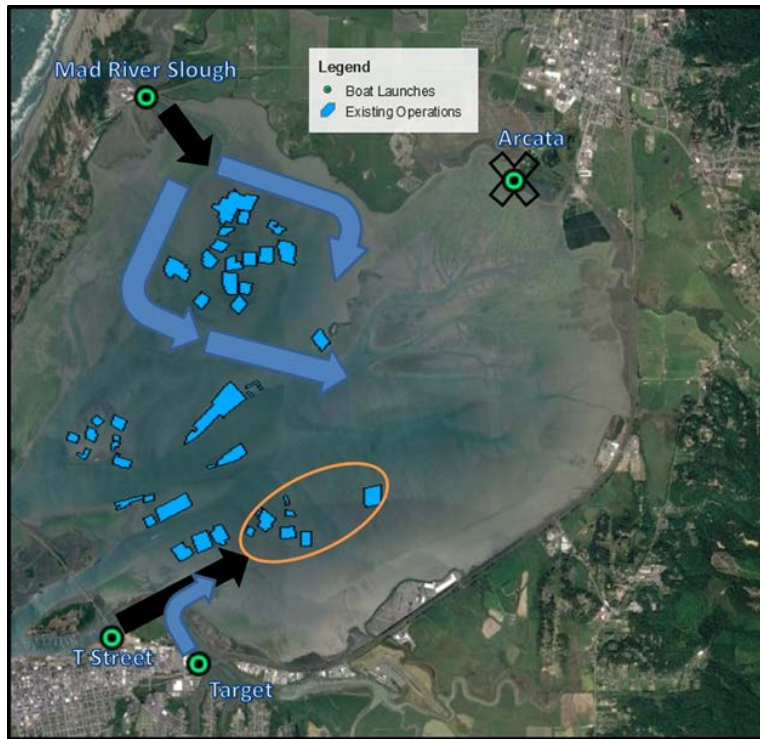 Mad River Slough
Legend
Boat Launches
Existing Operations
Arcata
T Street
Target